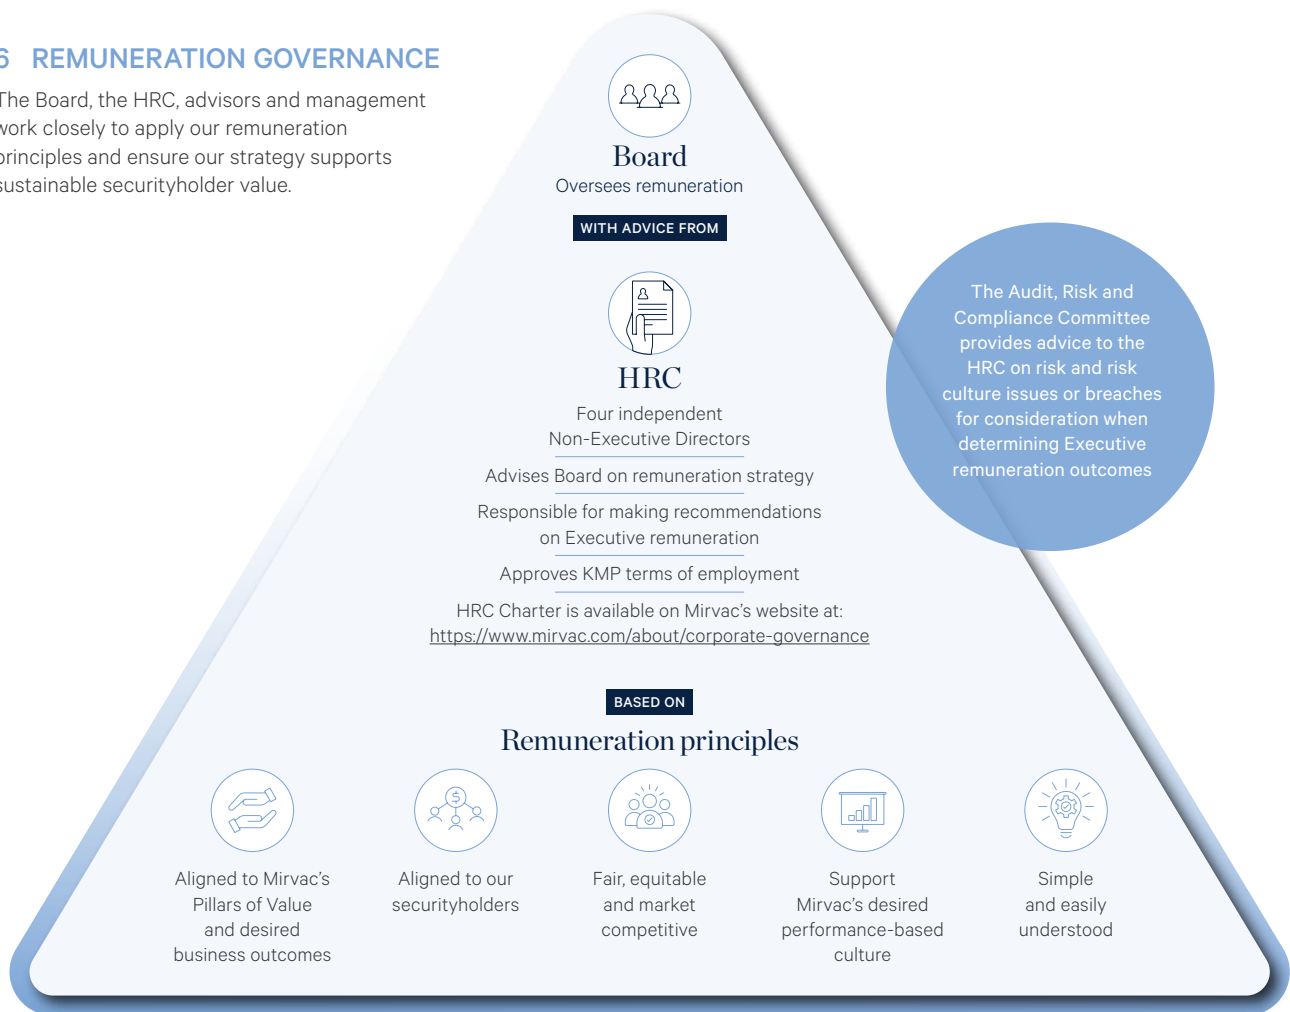 6 REMUNERATION GOVERNANCE
The Board, the HRC, advisors and management
work closely to apply our remuneration
principles and ensure our strategy supports
sustainable securityholder value.
Board
Oversees remuneration
WITH ADVICE FROM
HRC
Four independent
Non-Executive Directors
Advises Board on remuneration strategy
Responsible for making recommendations
on Executive remuneration
Approves KMP terms of employment
HRC Charter is available on Mirvac’s website at:
https://www.mirvac.com/about/corporate-governance
The Audit, Risk and
Compliance Committee
provides advice to the
HRC on risk and risk
culture issues or breaches
for consideration when
determining Executive
remuneration outcomes
BASED ON
Remuneration principles
Aligned to Mirvac’s
Pillars of Value
and desired
business outcomes
Aligned to our
securityholders
Fair, equitable
and market
competitive
Support
Mirvac’s desired
performance-based
culture
Simple
and easily
understood